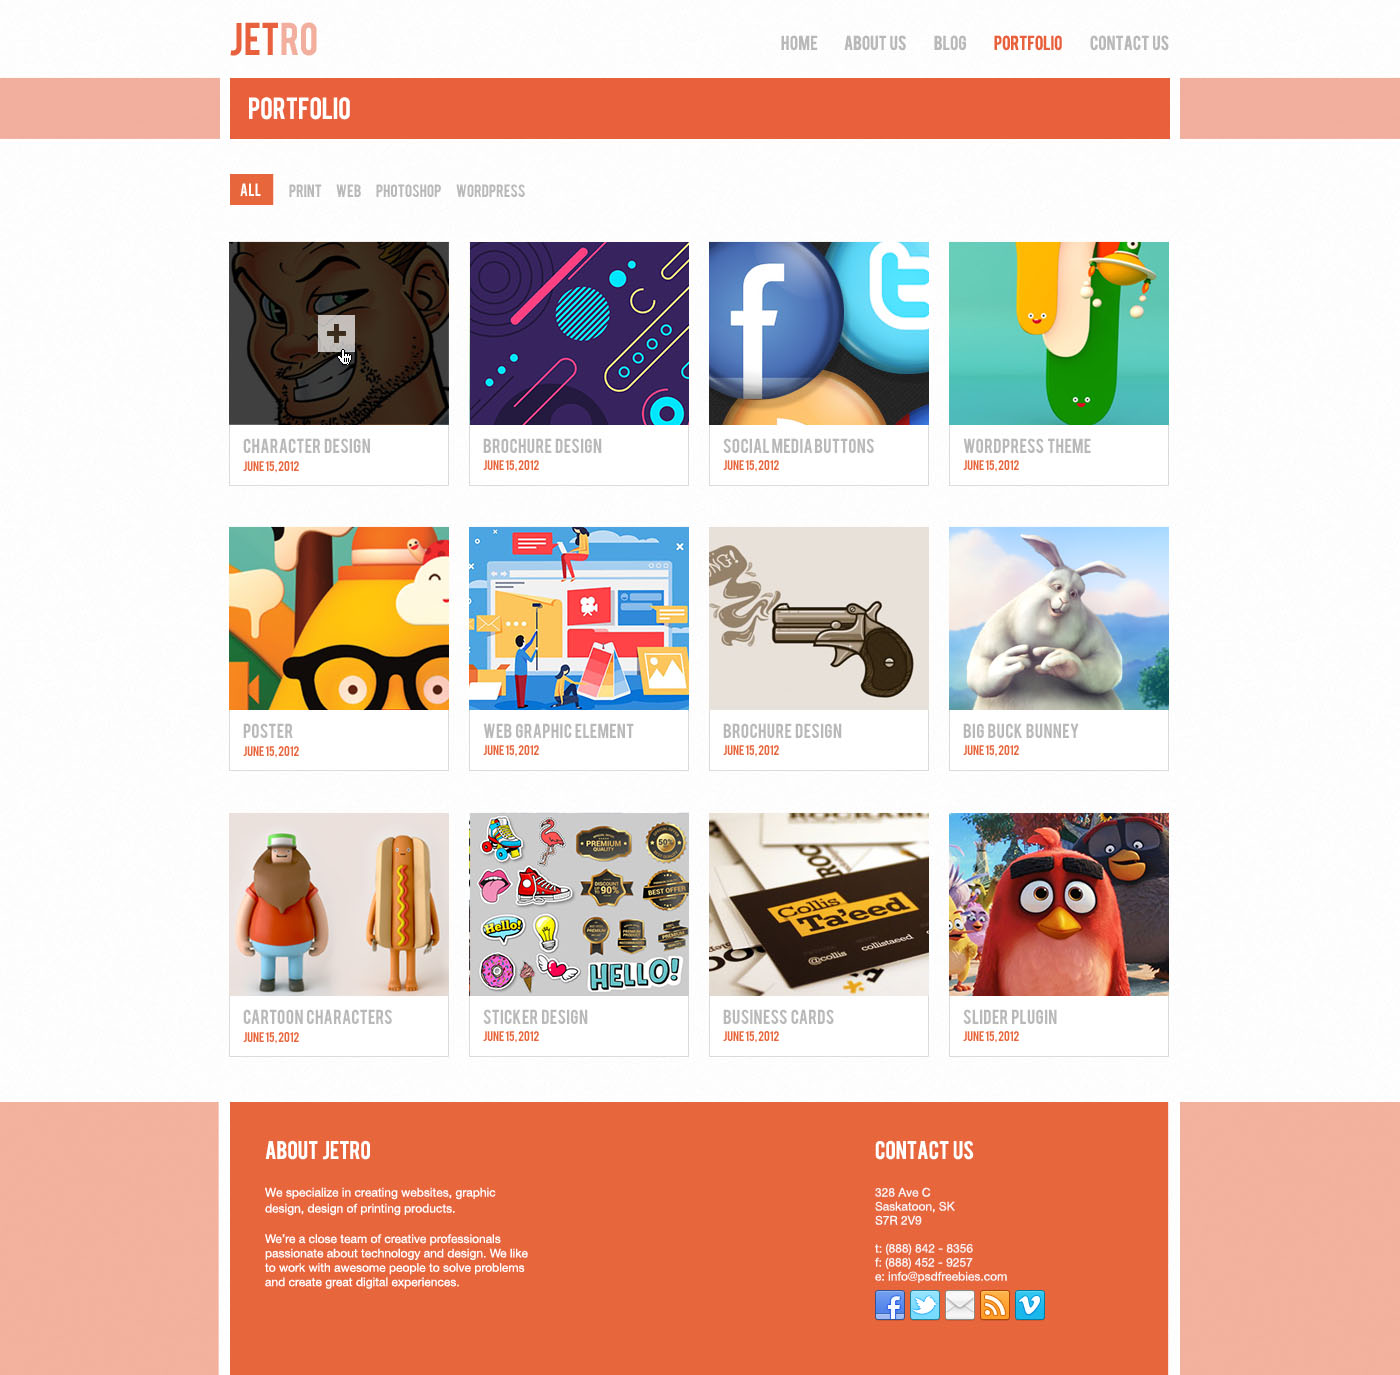 JETRO
HOME ABOUT US BLOG PORTFOLIO CONTACT US
PORTFOLIO
ALL PRINT WEB PHOTOSHOP WORDPRESS
CHARACTER DESIGN
JUNE 15, 2012
BROCHURE DESIGN
JUNE 15, 2012
SOCIAL MEDIA BUTTONS
JUNE 15, 2012
WORDPRESS THEME
JUNE 15, 2012
NG!
POSTER
JUNE 15, 2012
WEB GRAPHIC ELEMENT
JUNE 15, 2012
BROCHURE DESIGN
JUNE 15, 2012
BIG BUCK BUNNEY
JUNE 15, 2012
PREMIUM
QUALITY
50%
DISCOUNT
90%
BEST OFFER
Hello!
PREMIUM
HELLO!
Collis
Ta'eed
@collis
collistaeed
CARTOON CHARACTERS
JUNE 15, 2012
STICKER DESIGN
JUNE 15, 2012
BUSINESS CARDS
JUNE 15, 2012
SLIDER PLUGIN
JUNE 15, 2012
ABOUT JETRO
We specialize in creating websites, graphic
design, design of printing products.
We're a close team of creative professionals
passionate about technology and design. We like
to work with awesome people to solve problems
and create great digital experiences.
CONTACT US
328 Ave C
Saskatoon, SK
S7R 2V9
t: (888) 842 - 8356
f: (888) 452 - 9257
e: info@psdfreebies.com